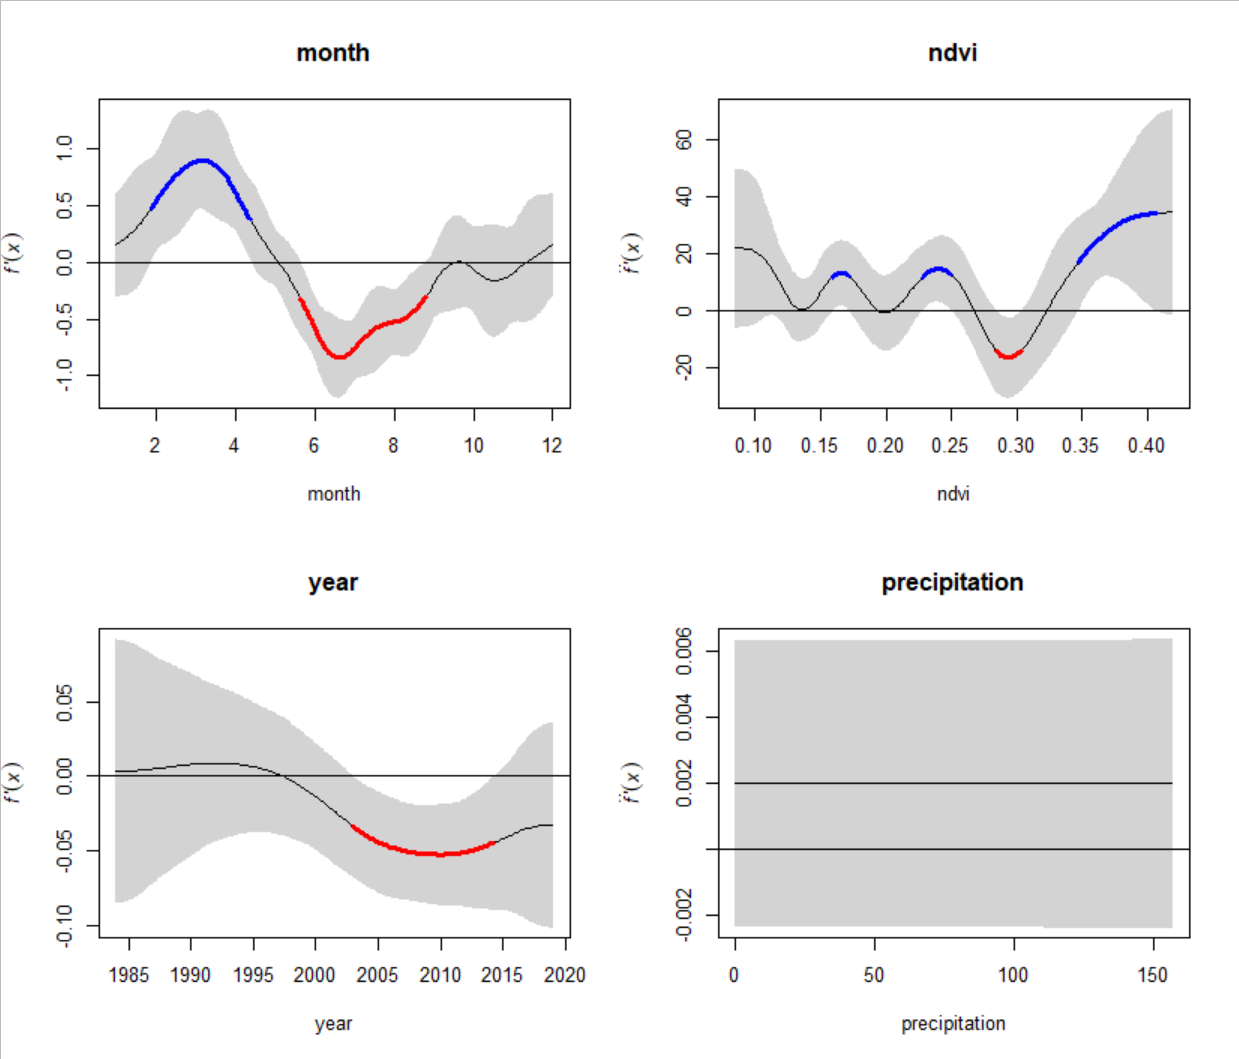 month
f'(x)
1.0
0.5
0.0
-0.5
-1.0
2 4 6 8 10 12
month
ndvi
f'(x)
60
40
20
0
-20
0.10 0.15 0.20 0.25 0.30 0.35 0.40
ndvi
year
f'(x)
0.05
0.00
-0.05
-0.10
1985 1990 1995 2000 2005 2010 2015 2020
year
precipitation
f'(x)
0.006
0.004
0.002
-0.002
0 50 100 150
precipitation